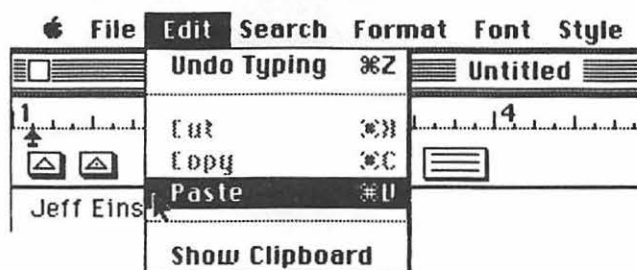 File Edit Search Format Font Style
Undo Typing ⌘Z
Untitled
1 4
Cut ⌘X
Copy ⌘C
Paste ⌘V
Jeff Eins
Show Clipboard